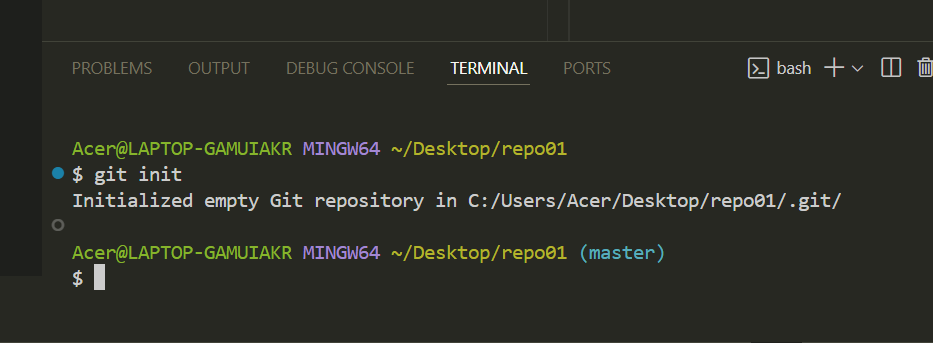 PROBLEMS OUTPUT DEBUG CONSOLE TERMINAL PORTS bash
Acer@LAPTOP-GAMUIAKR MINGW64 ~/Desktop/repo01
$ git init
Initialized empty Git repository in C:/Users/Acer/Desktop/repo01/.git/
Acer@LAPTOP-GAMUIAKR MINGW64 ~/Desktop/repo01 (master)
$